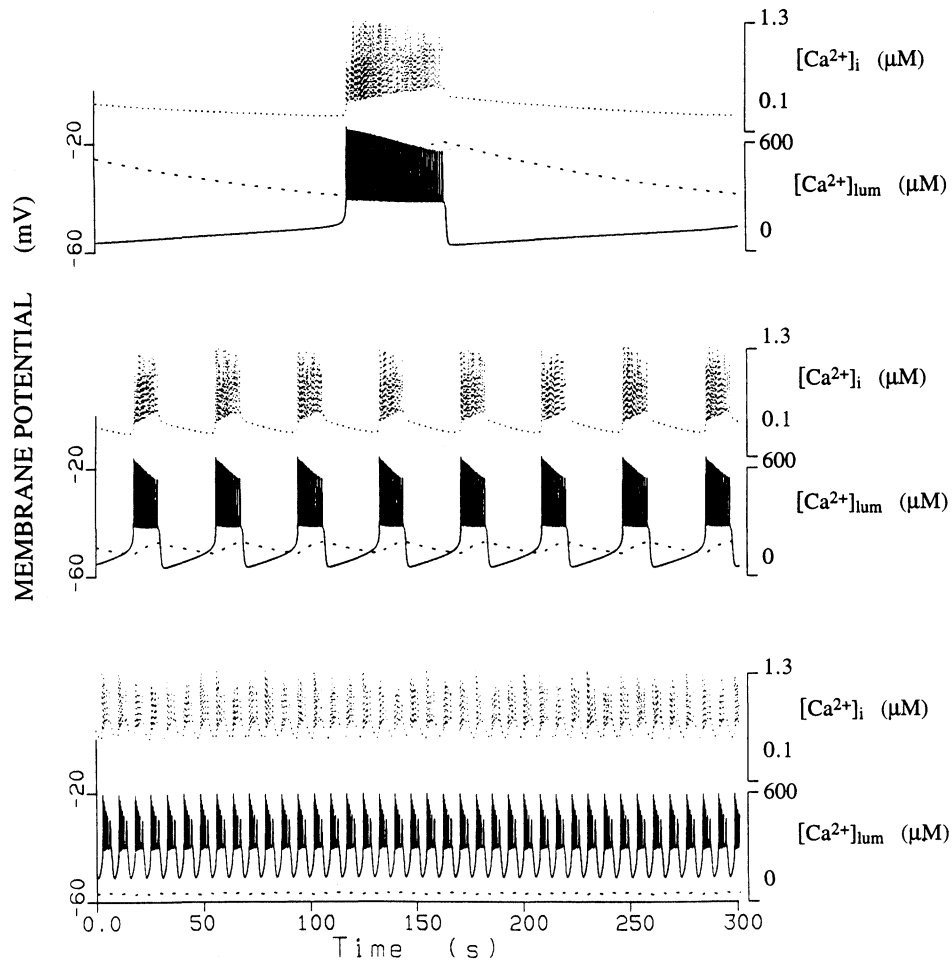 1.3
[Ca²⁺]i (μM)
0.1
-20
600
[Ca²⁺]lum (μM)
0
-60
MEMBRANE POTENTIAL (mV)
1.3
[Ca²⁺]i (μM)
0.1
-20
600
[Ca²⁺]lum (μM)
0
-60
1.3
[Ca²⁺]i (μM)
0.1
-20
600
[Ca²⁺]lum (μM)
0
-60
0.0 50 100 150 200 250 300
Time (s)